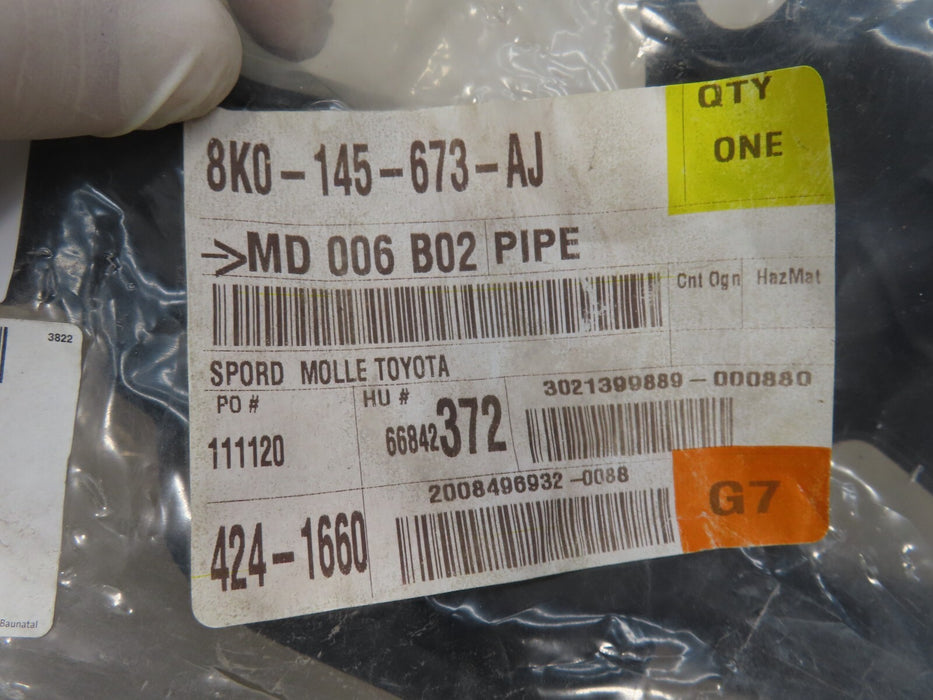 8K0-145-673-AJ
QTY
ONE
MD 006 B02 PIPE
Cnt Ogn HazMat
SPORD MOLLE TOYOTA
PO #
111120
HU #
66842372
3021399889-000880
2008496932-0088
G7
424-1660
3822
Baunatal